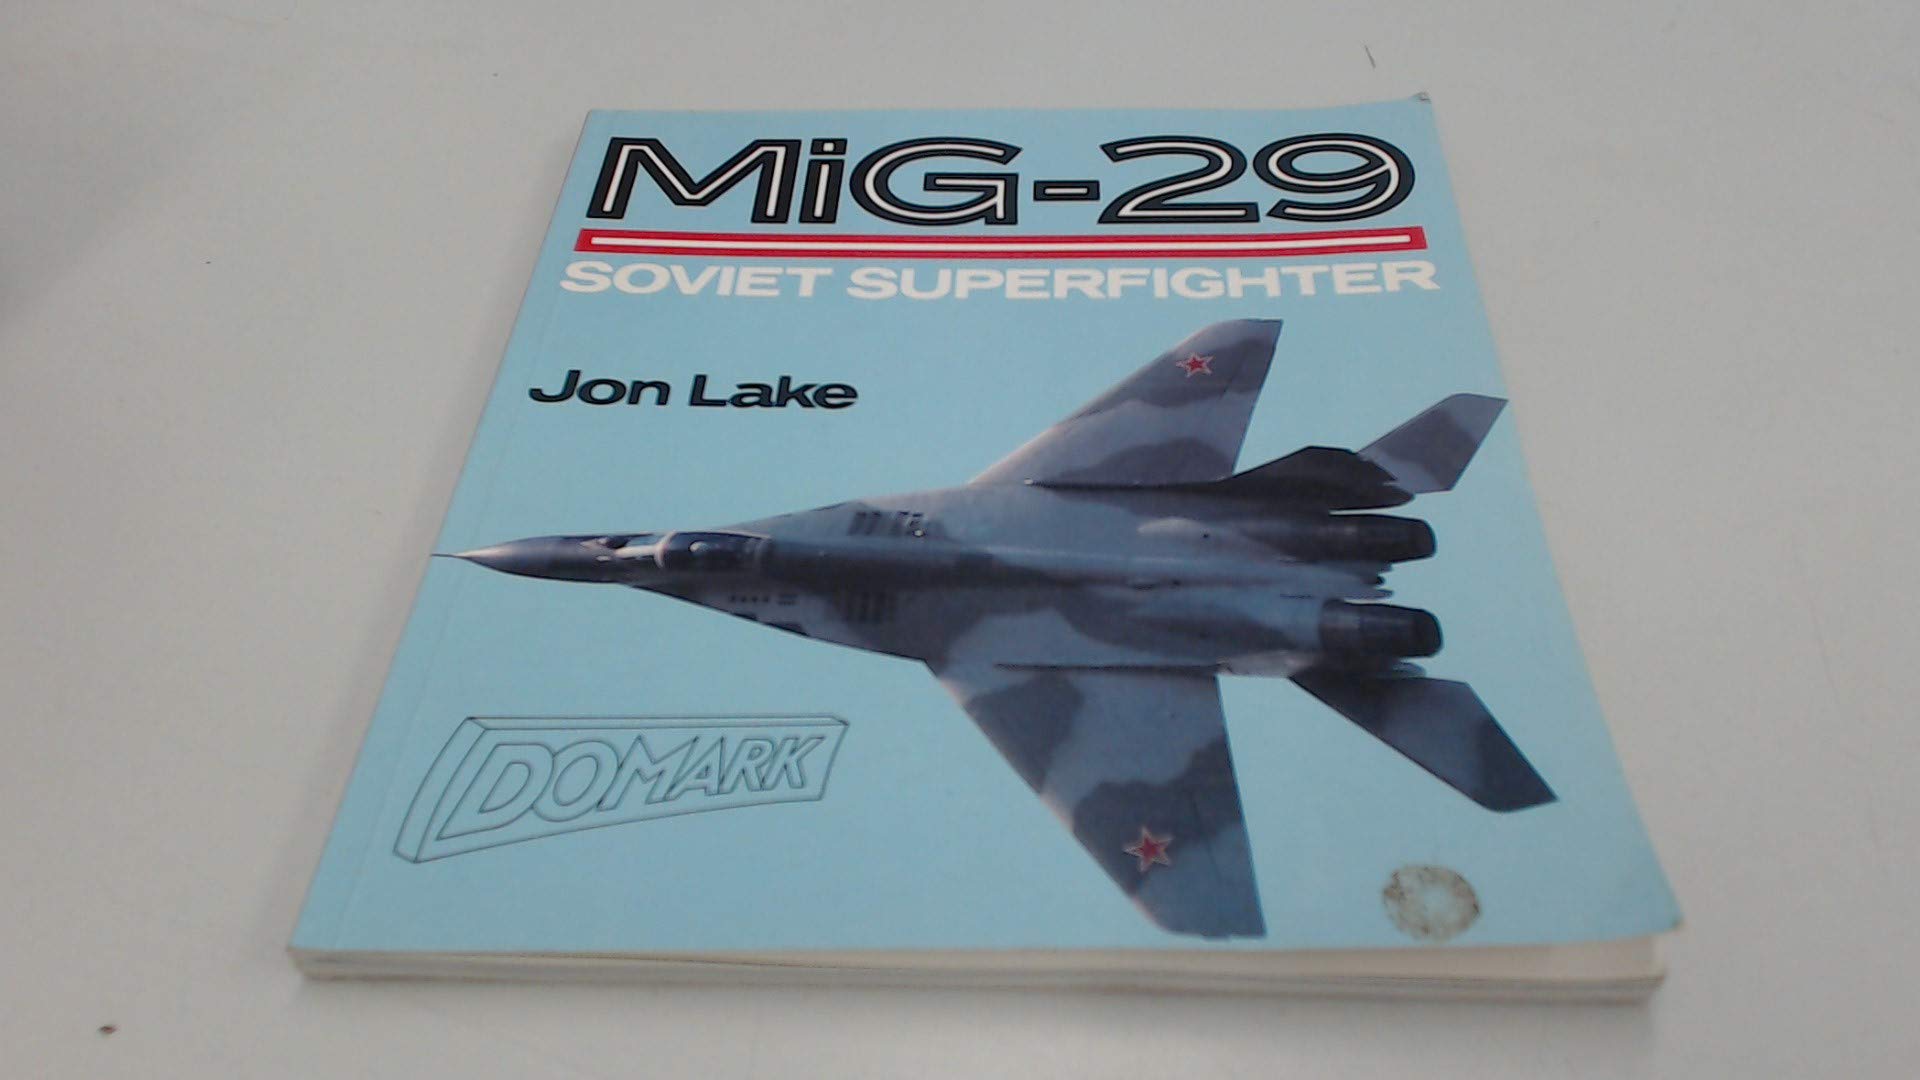 MiG-29
SOVIET SUPERFIGHTER
Jon Lake
DOMARK